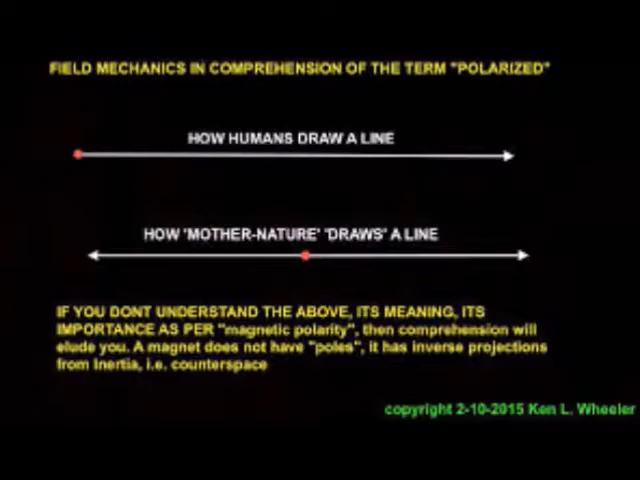 FIELD MECHANICS IN COMPREHENSION OF THE TERM "POLARIZED"
HOW HUMANS DRAW A LINE
HOW 'MOTHER-NATURE' 'DRAWS' A LINE
IF YOU DONT UNDERSTAND THE ABOVE, ITS MEANING, ITS
IMPORTANCE AS PER "magnetic polarity", then comprehension will
elude you. A magnet does not have "poles", it has inverse projections
from Inertia, i.e. counterspace
copyright 2-10-2015 Ken L. Wheeler